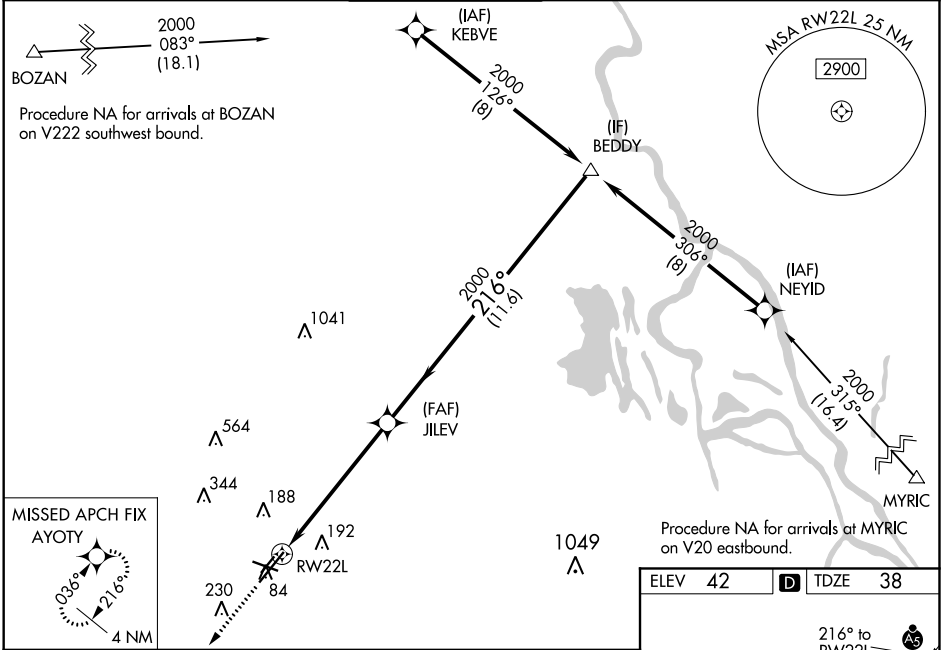 2000
083°
(18.1)
BOZAN
Procedure NA for arrivals at BOZAN
on V222 southwest bound.
(IAF)
KEBVE
2000
126°
(8)
(IF)
BEDDY
MSA RW22L 25 NM
2900
2000
306°
(8)
(IAF)
NEYID
2000
216°
(11.6)
1041
2000
315°
(16.4)
(FAF)
JILEV
564
344
188
MYRIC
192
Procedure NA for arrivals at MYRIC
on V20 eastbound.
1049
RW22L
84
230
MISSED APCH FIX
AYOTY
036°
216°
4 NM
ELEV 42
D
TDZE 38
216° to
RW22L
A5